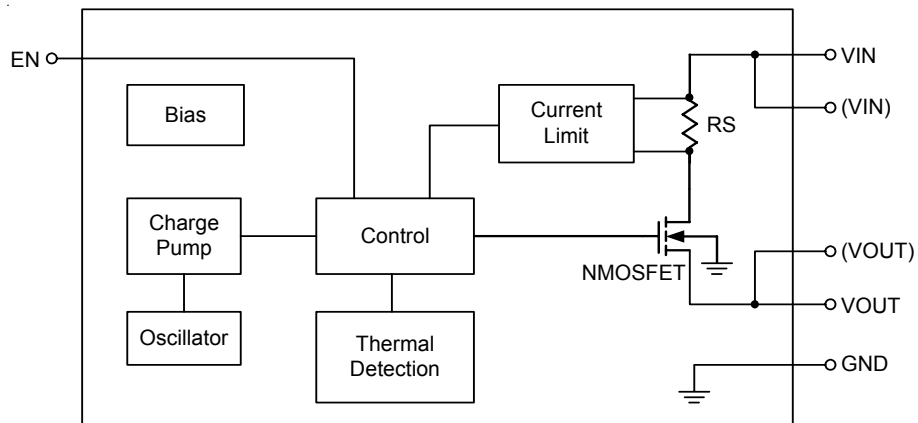 EN
VIN
(VIN)
Bias
Current
Limit
RS
Charge
Pump
Control
NMOSFET
(VOUT)
VOUT
Oscillator
Thermal
Detection
GND